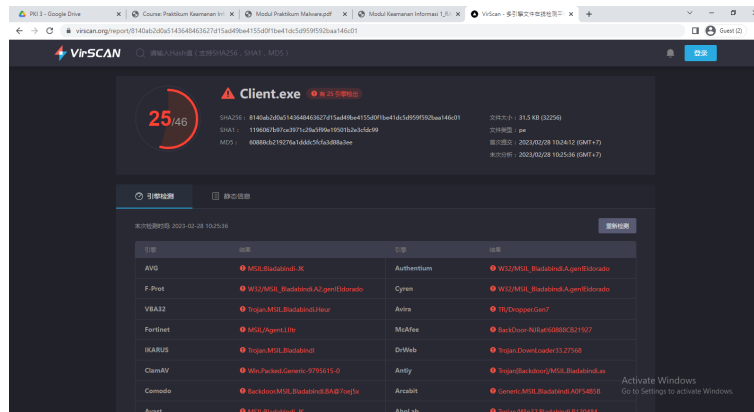 PKI 3 - Google Drive
Course: Praktikum Keamanan Inf
Modul Praktikum Malware.pdf
Modul Keamanan Informasi 1_R
VirScan - 多引擎文件在线检测平
virscan.org/report/8140ab2d0a5143648463627d15ad49be4155d0f1be41dc5d959f592baa146c01
Guest (2)
VirSCAN
请输入Hash值 ( 支持SHA256、SHA1、MD5 )
登录
25/46
Client.exe
有 25 引擎检出
SHA256 : 8140ab2d0a5143648463627d15ad49be4155d0f1be41dc5d959f592baa146c01
SHA1 : 1196067b97ce3971c29a5f99e19501b2e3cfdc99
MD5 : 60888cb219276a1dddc5fcfa3d88a3ee
文件大小 : 31.5 KB (32256)
文件类型 : pe
首次提交 : 2023/02/28 10:24:12 (GMT+7)
末次分析 : 2023/02/28 10:25:36 (GMT+7)
引擎检测
静态信息
本次检测时间: 2023-02-28 10:25:36
重新检测
引擎 结果 引擎 结果
AVG MSIL:Bladabindi-JK Authentium W32/MSIL_Bladabindi.A.gen!Eldorado
F-Prot W32/MSIL_Bladabindi.A2.gen!Eldorado Cyren W32/MSIL_Bladabindi.A.gen!Eldorado
VBA32 Trojan.MSIL.Bladabindi.Heur Avira TR/Dropper.Gen7
Fortinet MSIL/Agent.LI!tr McAfee BackDoor-NJRat!60888CB21927
IKARUS Trojan.MSIL.Bladabindi DrWeb Trojan.DownLoader33.27568
ClamAV Win.Packed.Generic-9795615-0 Antiy Trojan[Backdoor]/MSIL.Bladabindi.as
Comodo Backdoor.MSIL.Bladabindi.BA@7oej5x Arcabit Generic.MSIL.Bladabindi.A0F5485B
Avast MSIL:Bladabindi-JK
Activate Windows
Go to Settings to activate Windows.